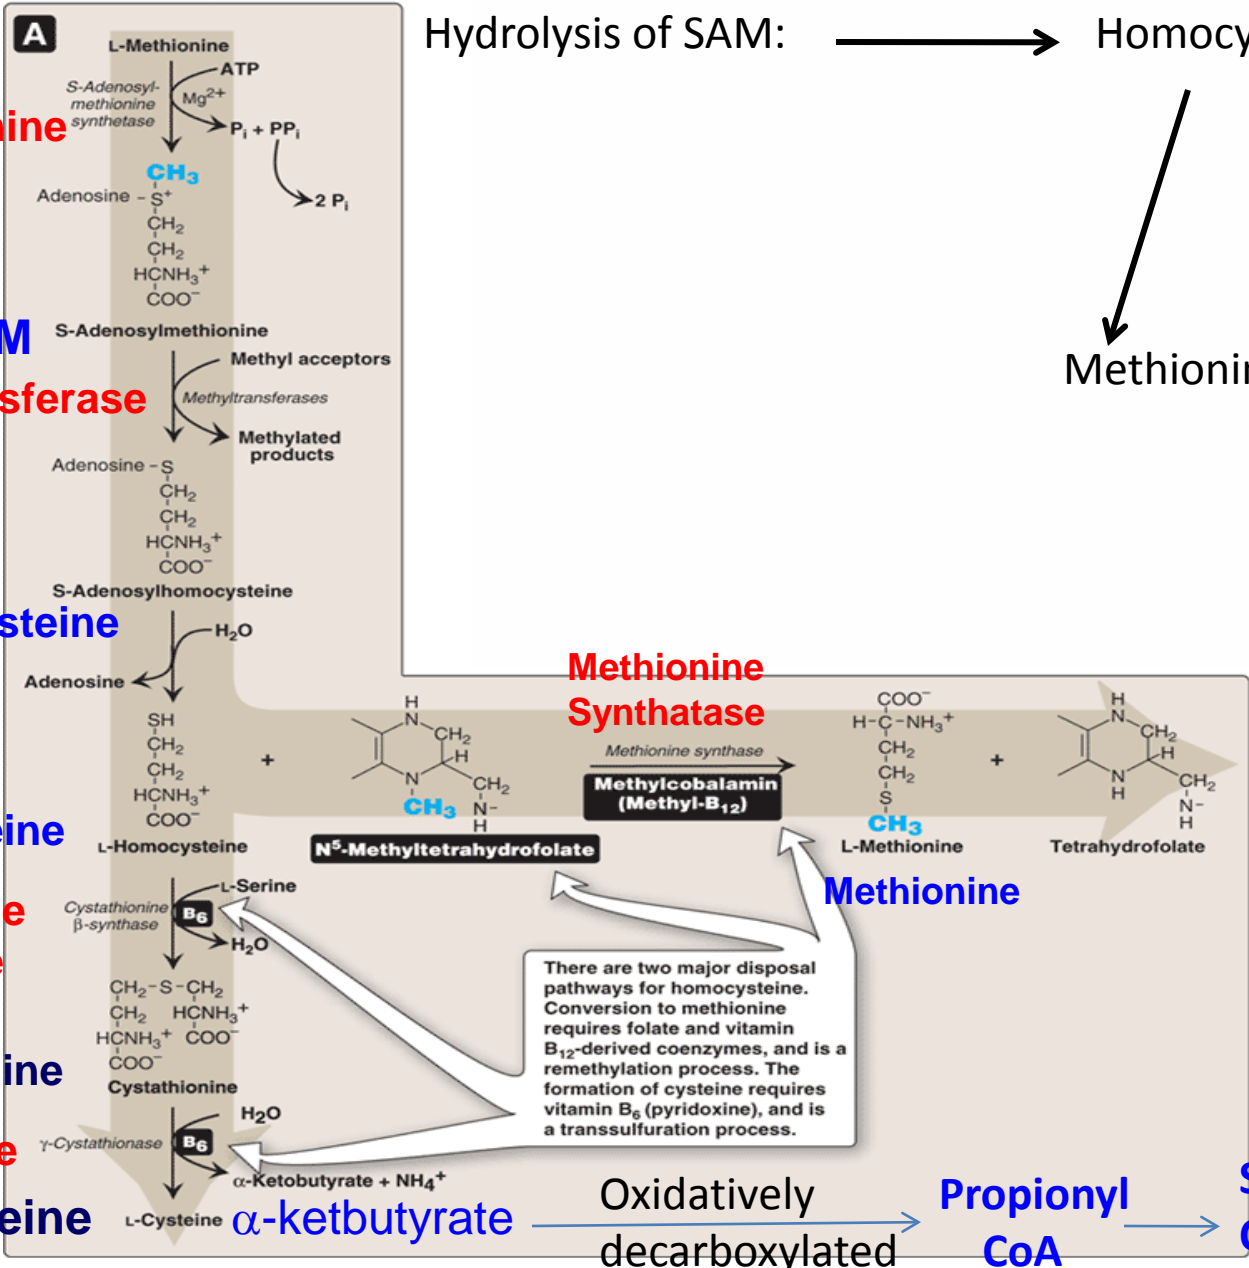 A
Hydrolysis of SAM:
Homocy
L-Methionine
ATP
S-Adenosyl-
methionine
synthetase
Mg2+
nine
Pi + PPi
2 Pi
CH3
Adenosine – S+
CH2
CH2
HCNH3+
COO−
M
S-Adenosylmethionine
Methyl acceptors
Methionin
sferase
Methyltransferases
Methylated
products
Adenosine – S
CH2
CH2
HCNH3+
COO−
S-Adenosylhomocysteine
steine
H2O
Adenosine
Methionine
Synthatase
SH
CH2
CH2
HCNH3+
COO−
+
H
N
CH2
H
N
CH2
CH3
N–
H
Methionine synthase
Methylcobalamin
(Methyl-B12)
COO−
H–C–NH3+
CH2
CH2
S
CH3
+
H
N
CH2
H
N
H
CH2
N–
H
eine
L-Homocysteine
N5-Methyltetrahydrofolate
L-Methionine
Tetrahydrofolate
Methionine
L-Serine
e
Cystathionine
β-synthase
B6
H2O
e
CH2–S–CH2
CH2 HCNH3+
HCNH3+ COO−
COO−
ine
Cystathionine
There are two major disposal
pathways for homocysteine.
Conversion to methionine
requires folate and vitamin
B12-derived coenzymes, and is a
remethylation process. The
formation of cysteine requires
vitamin B6 (pyridoxine), and is
a transsulfuration process.
H2O
e
γ-Cystathionase
B6
α-Ketobutyrate + NH4+
eine
L-Cysteine
α-ketbutyrate
Oxidatively
decarboxylated
Propionyl
CoA
S